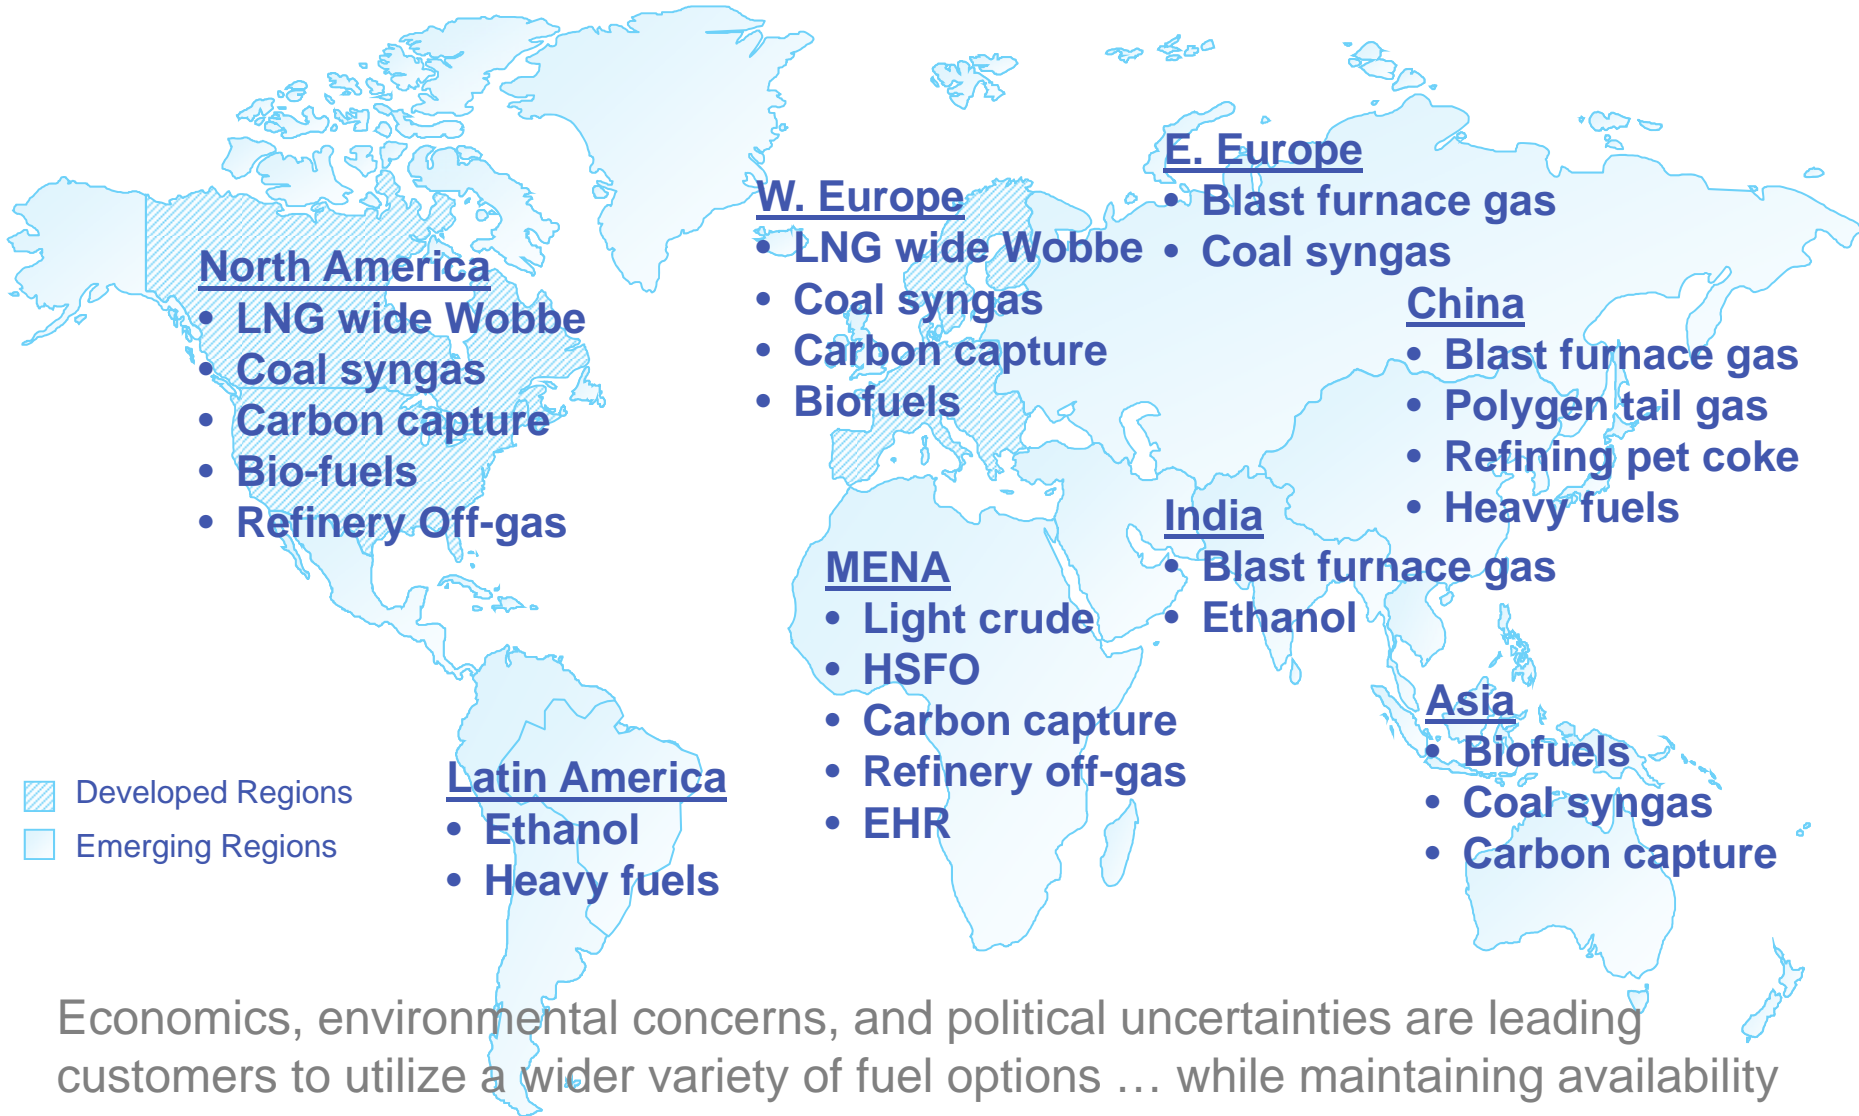 North America
• LNG wide Wobbe
• Coal syngas
• Carbon capture
• Bio-fuels
• Refinery Off-gas
W. Europe
• LNG wide Wobbe
• Coal syngas
• Carbon capture
• Biofuels
E. Europe
• Blast furnace gas
• Coal syngas
China
• Blast furnace gas
• Polygen tail gas
• Refining pet coke
• Heavy fuels
India
• Blast furnace gas
• Ethanol
MENA
• Light crude
• HSFO
• Carbon capture
• Refinery off-gas
• EHR
Asia
• Biofuels
• Coal syngas
• Carbon capture
Latin America
• Ethanol
• Heavy fuels
Developed Regions
Emerging Regions
Economics, environmental concerns, and political uncertainties are leading
customers to utilize a wider variety of fuel options … while maintaining availability